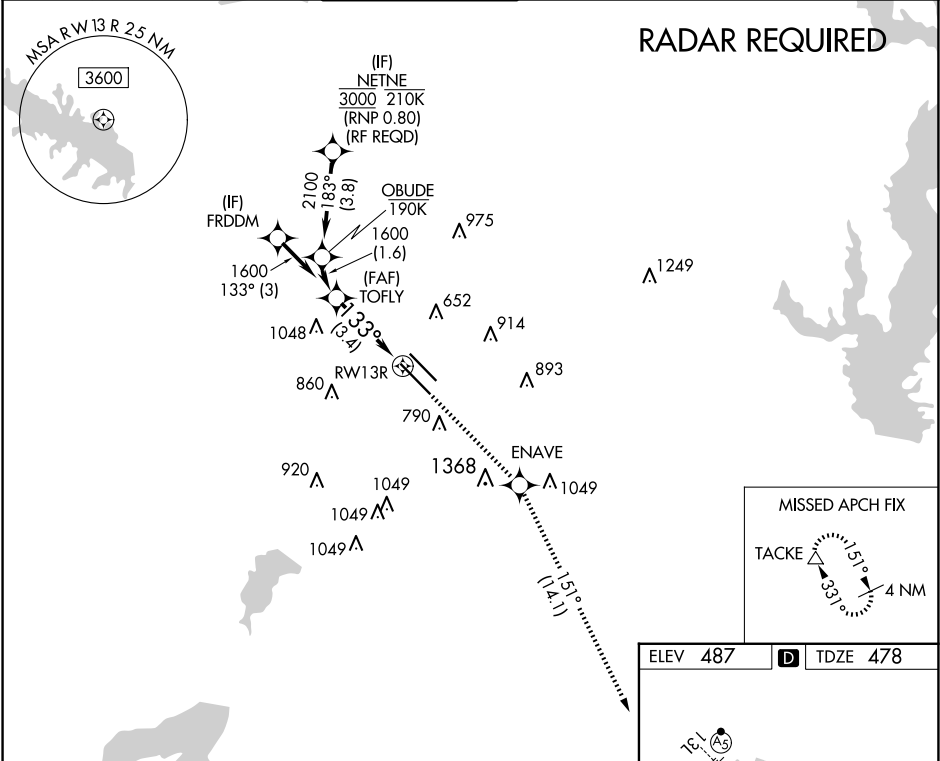 MSA RW 13 R 25 NM
3600
RADAR REQUIRED
(IF)
NETNE
3000 210K
(RNP 0.80)
(RF REQD)
2100
183°
(3.8)
OBUDE
190K
(IF)
FRDDM
1600
(1.6)
1600
133° (3)
(FAF)
TOFLY
133°
(3.4)
975
1249
652
914
1048
RW13R
860
893
790
ENAVE
1368
1049
920
1049
1049
1049
151°
(14.1)
MISSED APCH FIX
TACKE
151°
331°
4 NM
ELEV 487 D TDZE 478
13L
A5